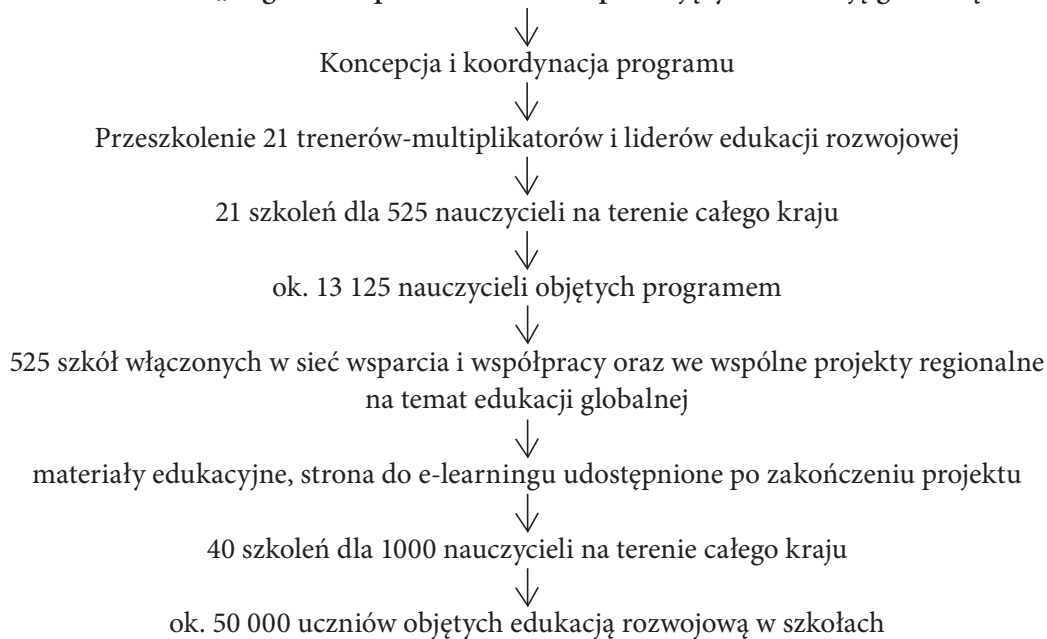 Koncepcja i koordynacja programu
Przeszkolenie 21 trenerów-multiplikatorów i liderów edukacji rozwojowej
21 szkoleń dla 525 nauczycieli na terenie całego kraju
ok. 13 125 nauczycieli objętych programem
525 szkół włączonych w sieć wsparcia i współpracy oraz we wspólne projekty regionalne
na temat edukacji globalnej
materiały edukacyjne, strona do e-learningu udostępnione po zakończeniu projektu
40 szkoleń dla 1000 nauczycieli na terenie całego kraju
ok. 50 000 uczniów objętych edukacją rozwojową w szkołach